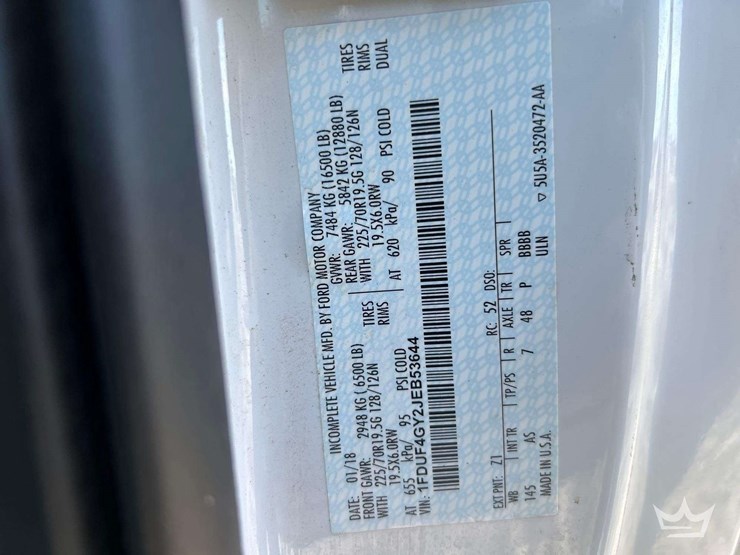 INCOMPLETE VEHICLE MFD. BY FORD MOTOR COMPANY
DATE: 01/18 GVWR: 7484 KG (16500 LB)
FRONT GAWR: 2948 KG (6500 LB) REAR GAWR: 5842 KG (12880 LB)
WITH 225/70R19.5G 128/126N TIRES WITH 225/70R19.5G 128/126N TIRES
19.5X6.0RW RIMS 19.5X6.0RW RIMS
AT 655 kPa/ 95 PSI COLD AT 620 kPa/ 90 PSI COLD DUAL
VIN: 1FDUF4GY2JEB53644
EXT PNT: Z1 RC: 52 DSO:
WB INT TR TP/PS R AXLE TR SPR
145 AS 7 48 P BBBB
MADE IN U.S.A. ULN
▽ 5U5A-3520472-AA